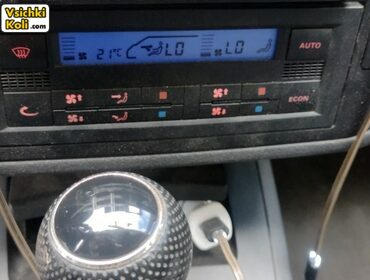 Vsichki
Koli.com
21°C LO LO
AUTO
ECON